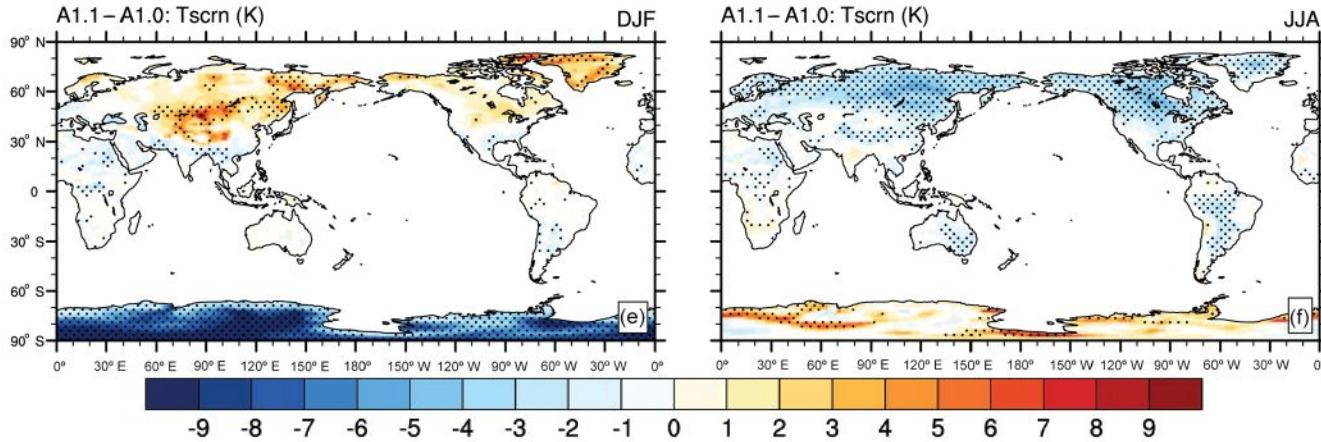 A1.1 – A1.0: Tscrn (K) DJF
A1.1 – A1.0: Tscrn (K) JJA
90° N
60° N
30° N
0
30° S
60° S
90° S
(e)
(f)
0° 30° E 60° E 90° E 120° E 150° E 180° 150° W 120° W 90° W 60° W 30° W 0°
0° 30° E 60° E 90° E 120° E 150° E 180° 150° W 120° W 90° W 60° W 30° W 0
-9 -8 -7 -6 -5 -4 -3 -2 -1 0 1 2 3 4 5 6 7 8 9